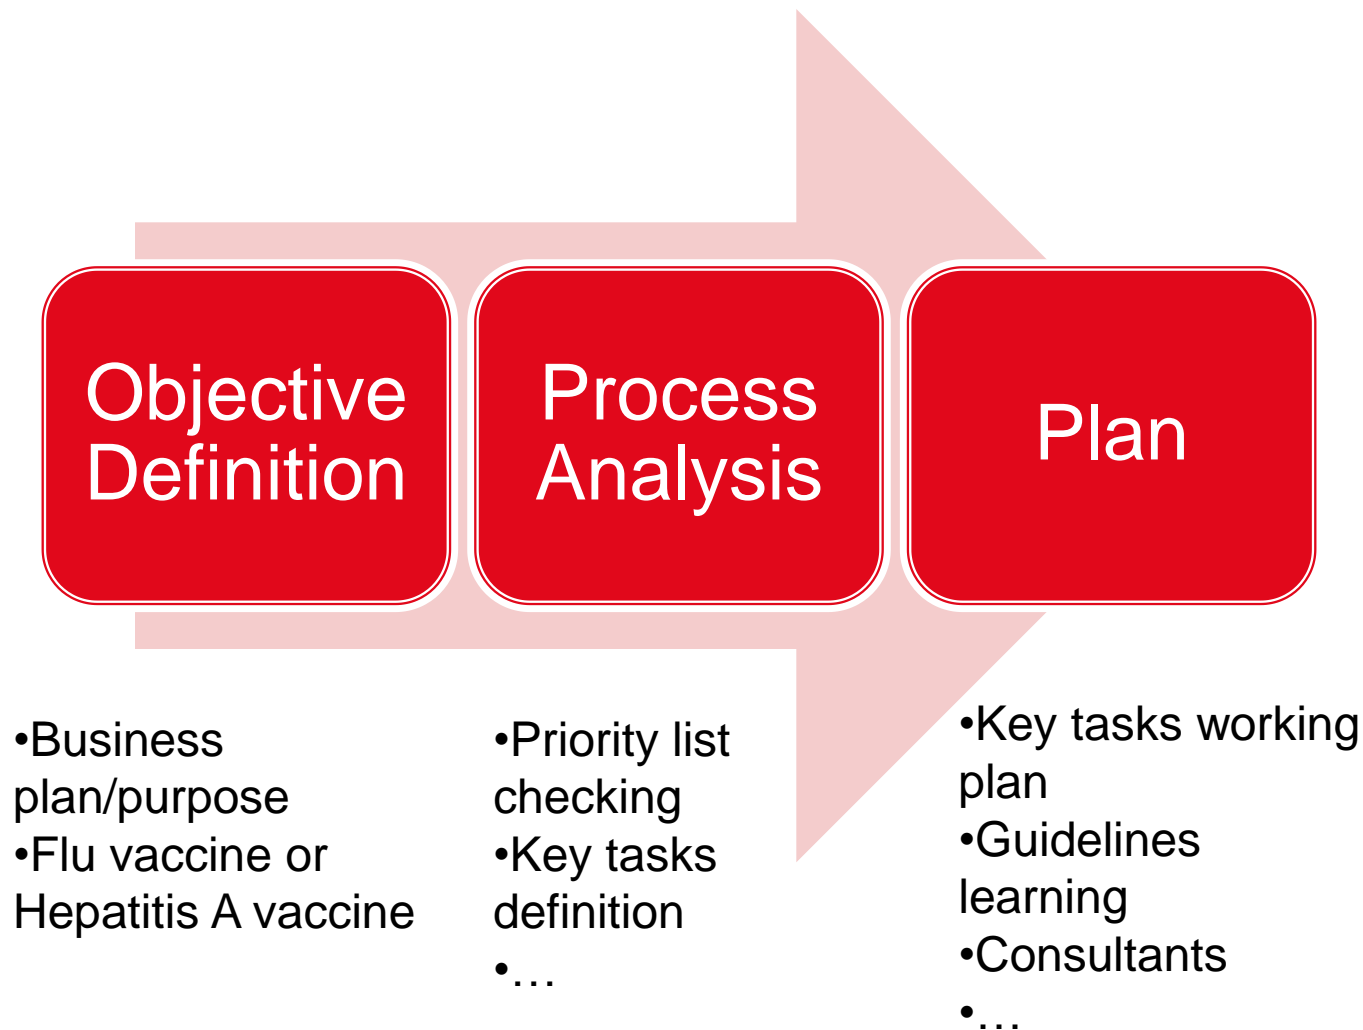 Objective
Definition
Process
Analysis
Plan
•Business
plan/purpose
•Flu vaccine or
Hepatitis A vaccine
•Priority list
checking
•Key tasks
definition
•…
•Key tasks working
plan
•Guidelines
learning
•Consultants
•…